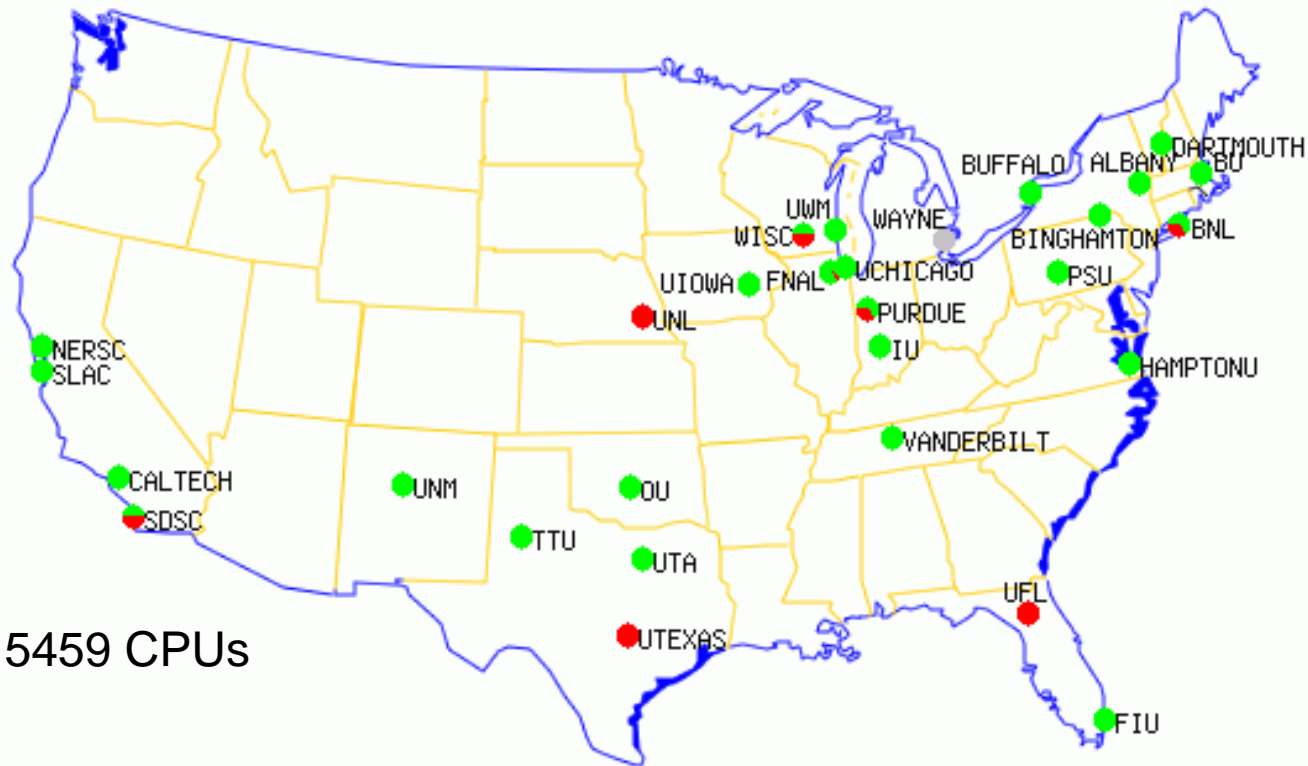 DARTMOUTH
BUFFALO
ALBANY
BU
UWM
WAYNE
WISC
BINGHAMTON
BNL
UIOWA
FNAL
UCHICAGO
PSU
UNL
PURDUE
NERSC
IU
SLAC
HAMPTONU
VANDERBILT
CALTECH
UNM
OU
SDSC
TTU
UTA
UFL
UTEXAS
5459 CPUs
FIU